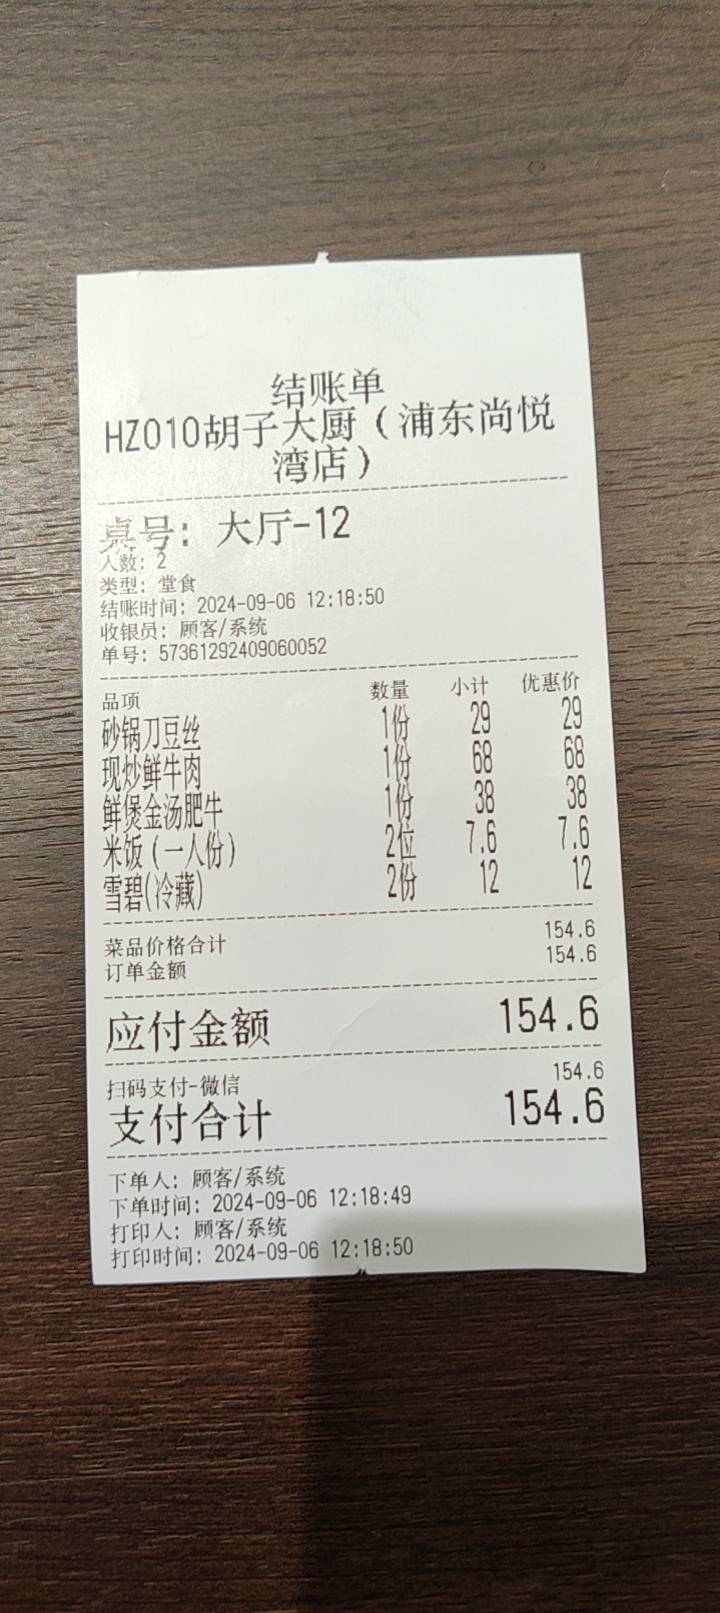 结账单
HZ010胡子大厨（浦东尚悦
湾店）
桌号: 大厅-12
人数: 2
类型: 堂食
结账时间: 2024-09-06 12:18:50
收银员: 顾客/系统
单号: 57361292409060052
品项 数量 小计 优惠价
砂锅刀豆丝 1份 29 29
现炒鲜牛肉 1份 68 68
鲜煲金汤肥牛 1份 38 38
米饭（一人份） 2位 7.6 7.6
雪碧(冷藏) 2份 12 12
菜品价格合计 154.6
订单金额 154.6
应付金额 154.6
扫码支付-微信 154.6
支付合计 154.6
下单人: 顾客/系统
下单时间: 2024-09-06 12:18:49
打印人: 顾客/系统
打印时间: 2024-09-06 12:18:50